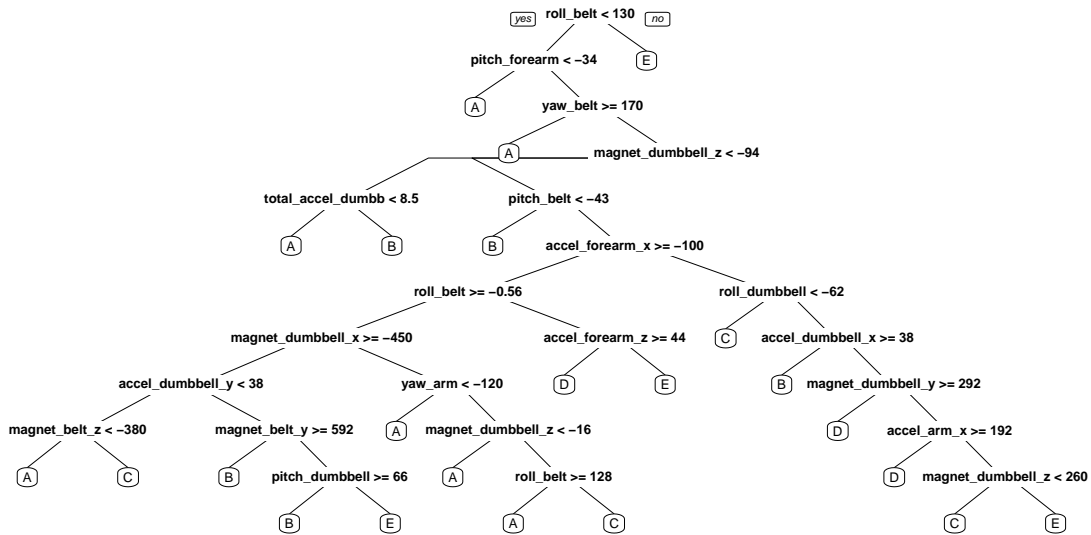 yes roll_belt < 130 no
pitch_forearm < −34 E
A yaw_belt >= 170
A magnet_dumbbell_z < −94
total_accel_dumbb < 8.5 pitch_belt < −43
A B B accel_forearm_x >= −100
roll_belt >= −0.56 roll_dumbbell < −62
magnet_dumbbell_x >= −450 accel_forearm_z >= 44 C accel_dumbbell_x >= 38
accel_dumbbell_y < 38 yaw_arm < −120 D E B magnet_dumbbell_y >= 292
magnet_belt_z < −380 magnet_belt_y >= 592 A magnet_dumbbell_z < −16 D accel_arm_x >= 192
A C B pitch_dumbbell >= 66 A roll_belt >= 128 D magnet_dumbbell_z < 260
B E A C C E